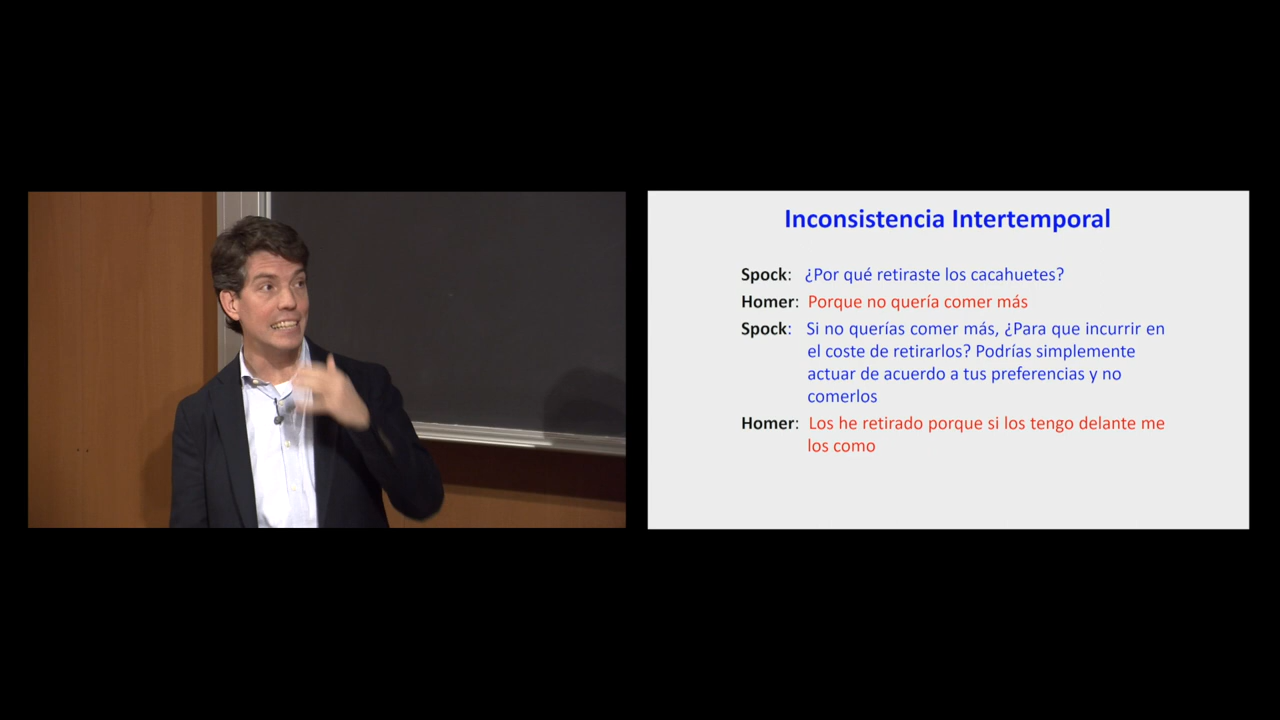 Inconsistencia Intertemporal
Spock: ¿Por qué retiraste los cacahuetes?
Homer: Porque no quería comer más
Spock: Si no querías comer más, ¿Para que incurrir en
el coste de retirarlos? Podrías simplemente
actuar de acuerdo a tus preferencias y no
comerlos
Homer: Los he retirado porque si los tengo delante me
los como